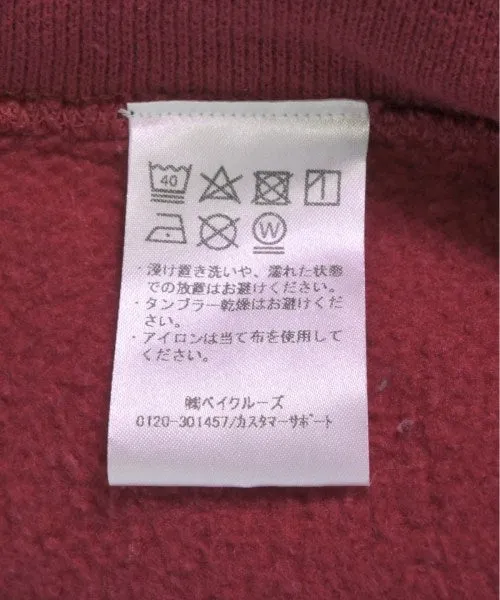 40
W
・浸け置き洗いや、濡れた状態
での放置はお避けください。
・タンブラー乾燥はお避けくだ
さい。
・アイロンは当て布を使用して
ください。
㈱ベイクルーズ
0120-301457/カスタマーサポート